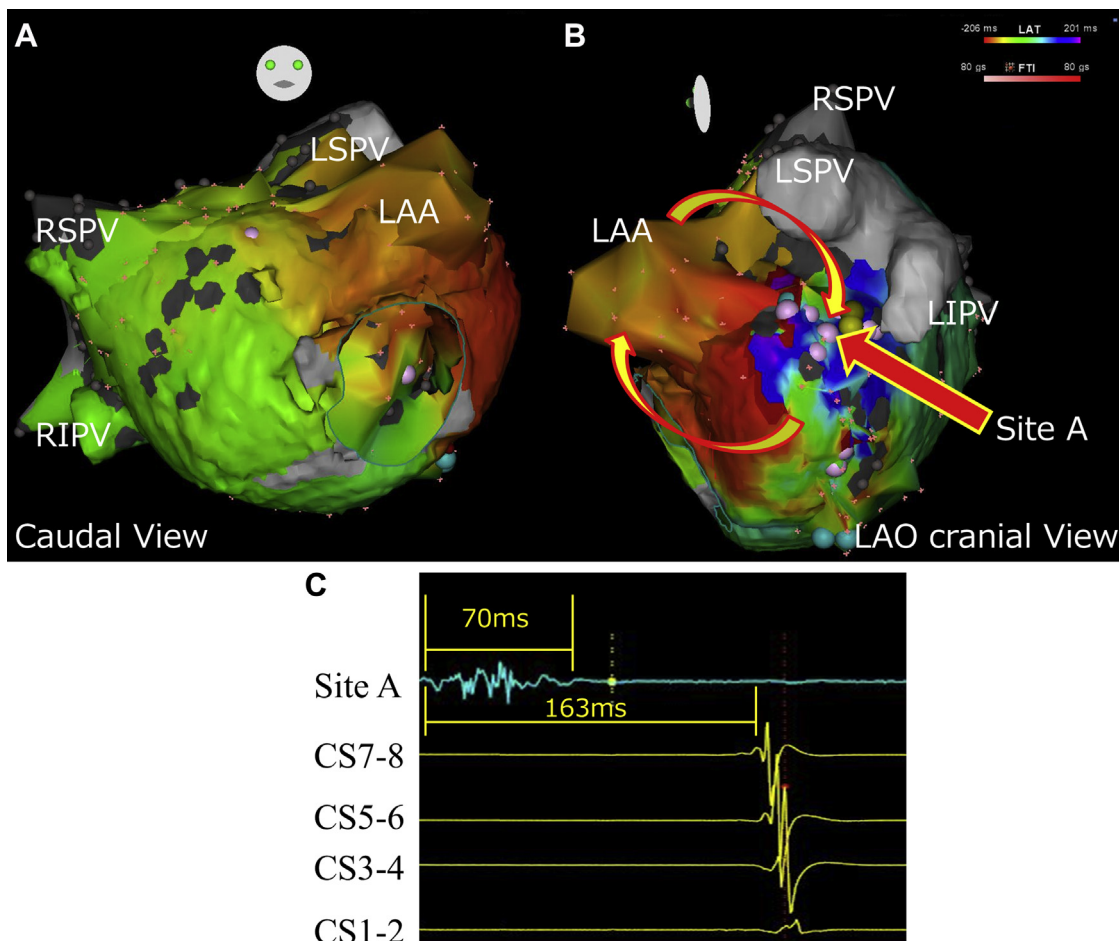 A
LSPV
LAA
RSPV
RIPV
Caudal View
B
-206 ms LAT 201 ms
80 gs FTI 80 gs
RSPV
LSPV
LAA
LIPV
Site A
LAO cranial View
C
70ms
Site A
163ms
CS7-8
CS5-6
CS3-4
CS1-2